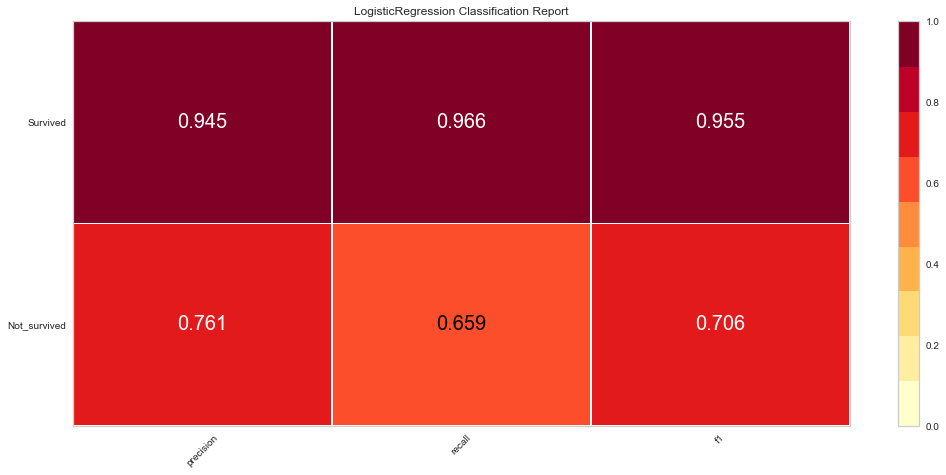 LogisticRegression Classification Report
Survived
0.945 0.966 0.955
Not_survived
0.761 0.659 0.706
precision recall f1
1.0
0.8
0.6
0.4
0.2
0.0